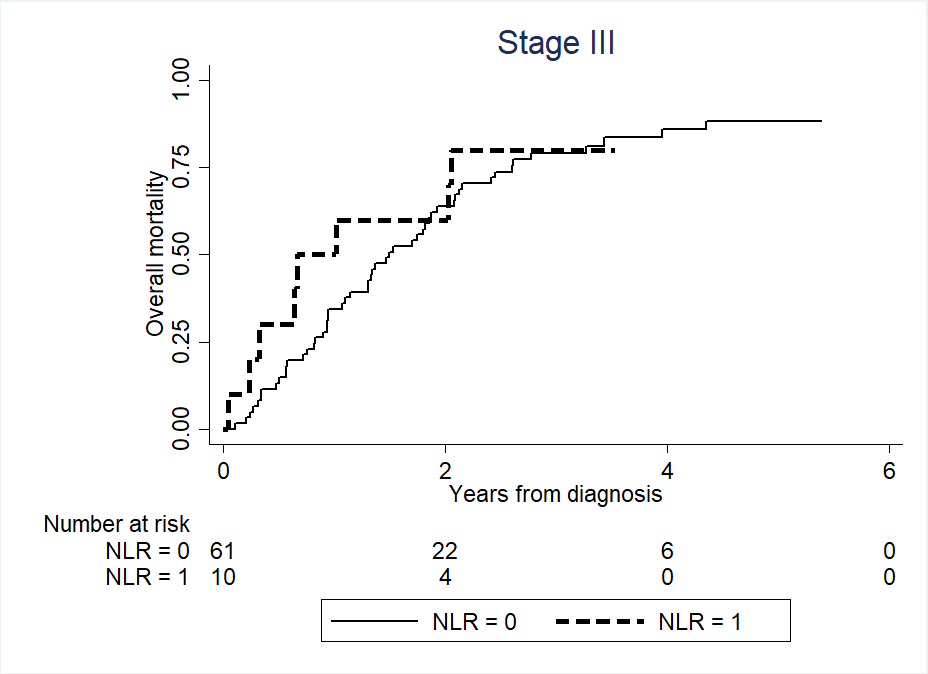 Stage III
Overall mortality
1.00
0.75
0.50
0.25
0.00
0 2 4 6
Years from diagnosis
Number at risk
NLR = 0 61 22 6 0
NLR = 1 10 4 0 0
NLR = 0 NLR = 1